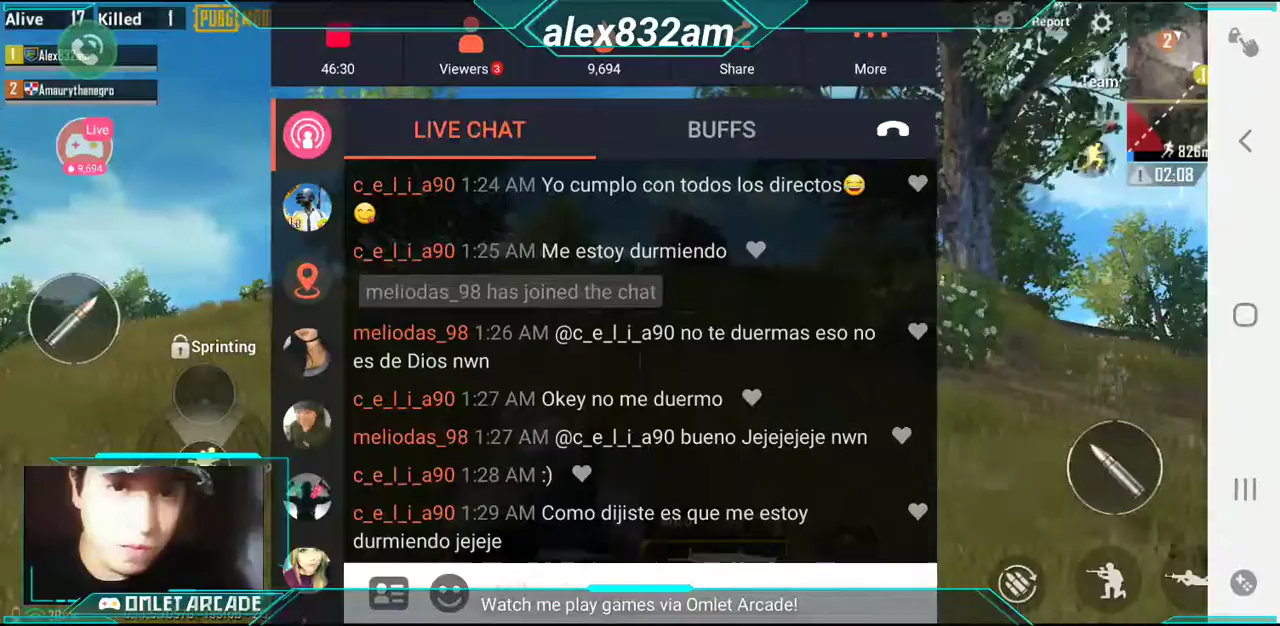 Alive 17 Killed 1 PUBG
alex832am
Report
1 Alex832am
2 Amaurythenegro
46:30
Viewers 3
9,694
Share
More
2
Team
1
826m
02:08
Live
9,694
LIVE CHAT
BUFFS
c_e_l_i_a90 1:24 AM Yo cumplo con todos los directos😂
😋
c_e_l_i_a90 1:25 AM Me estoy durmiendo
meliodas_98 has joined the chat
meliodas_98 1:26 AM @c_e_l_i_a90 no te duermas eso no
es de Dios nwn
c_e_l_i_a90 1:27 AM Okey no me duermo
meliodas_98 1:27 AM @c_e_l_i_a90 bueno Jejejejeje nwn
c_e_l_i_a90 1:28 AM :)
c_e_l_i_a90 1:29 AM Como dijiste es que me estoy
durmiendo jejeje
Sprinting
OMLET ARCADE
Watch me play games via Omlet Arcade!